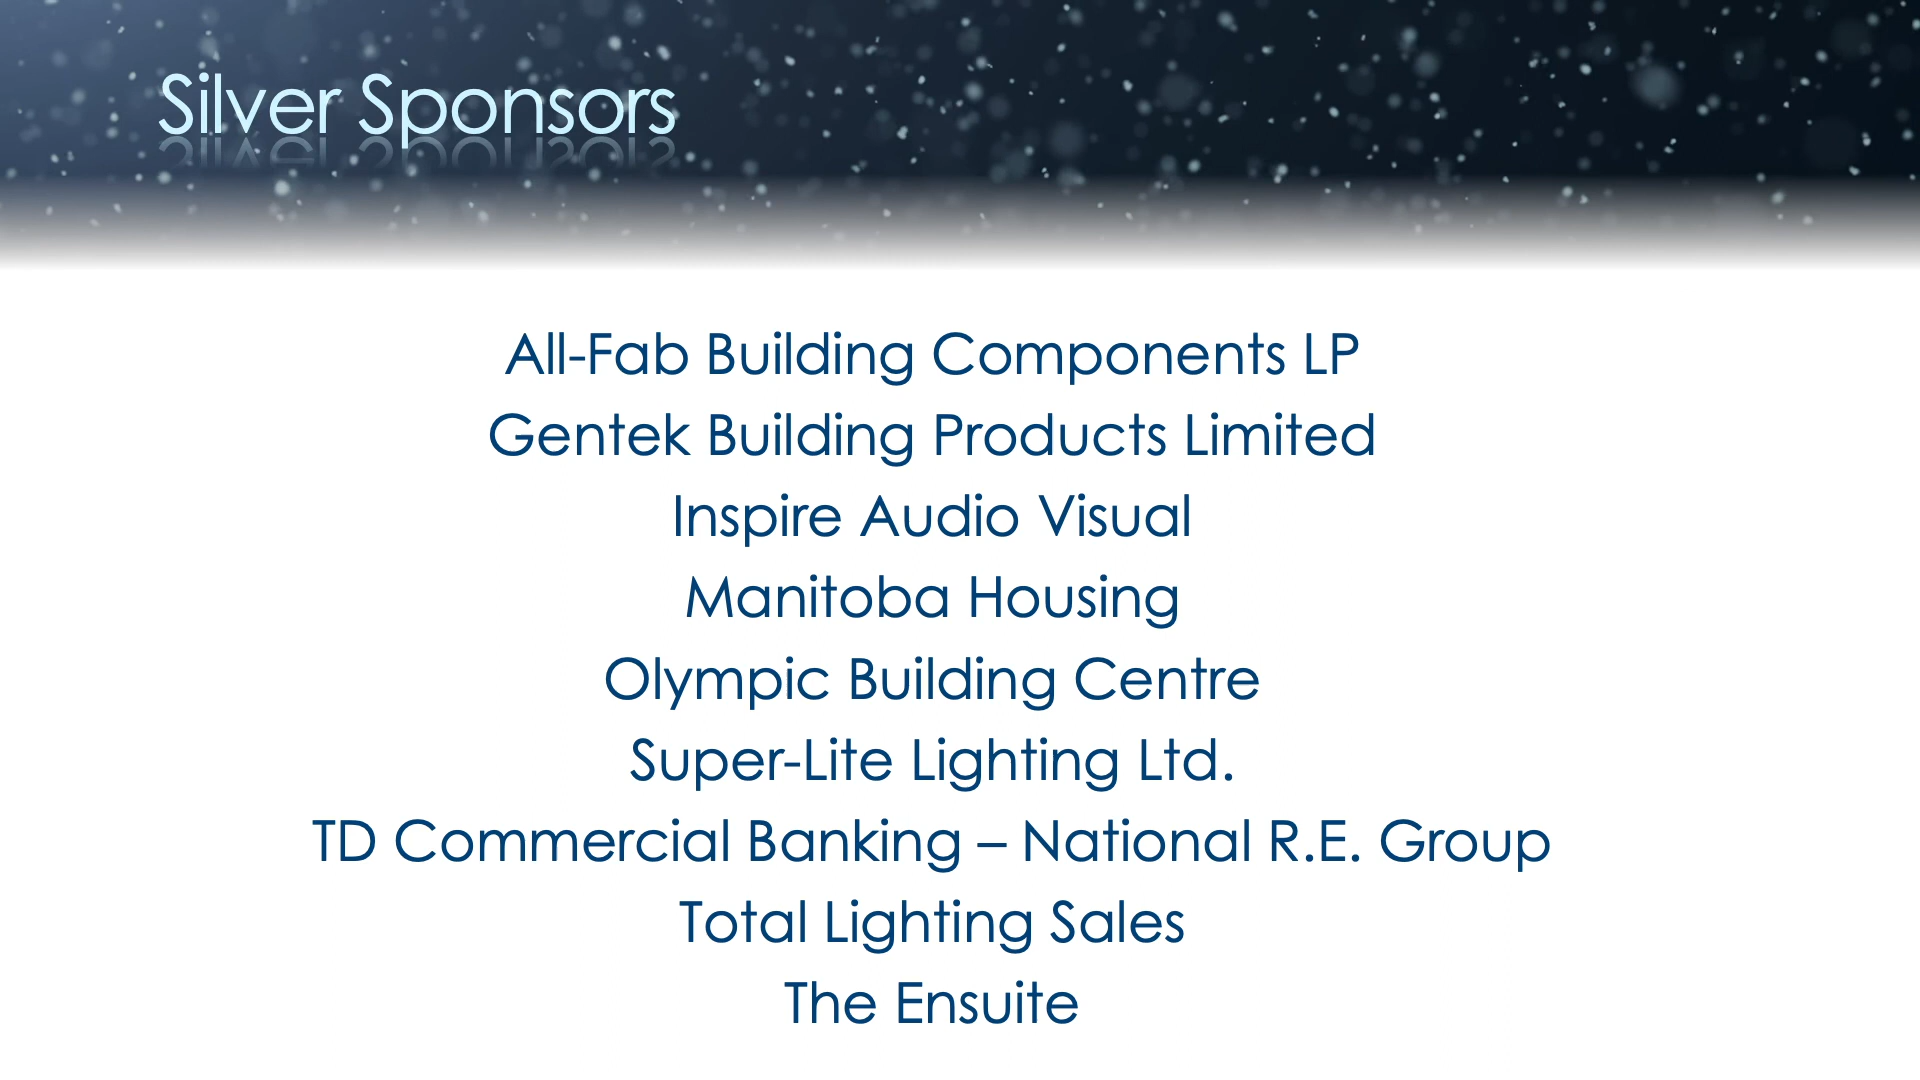 Silver Sponsors
All-Fab Building Components LP
Gentek Building Products Limited
Inspire Audio Visual
Manitoba Housing
Olympic Building Centre
Super-Lite Lighting Ltd.
TD Commercial Banking – National R.E. Group
Total Lighting Sales
The Ensuite